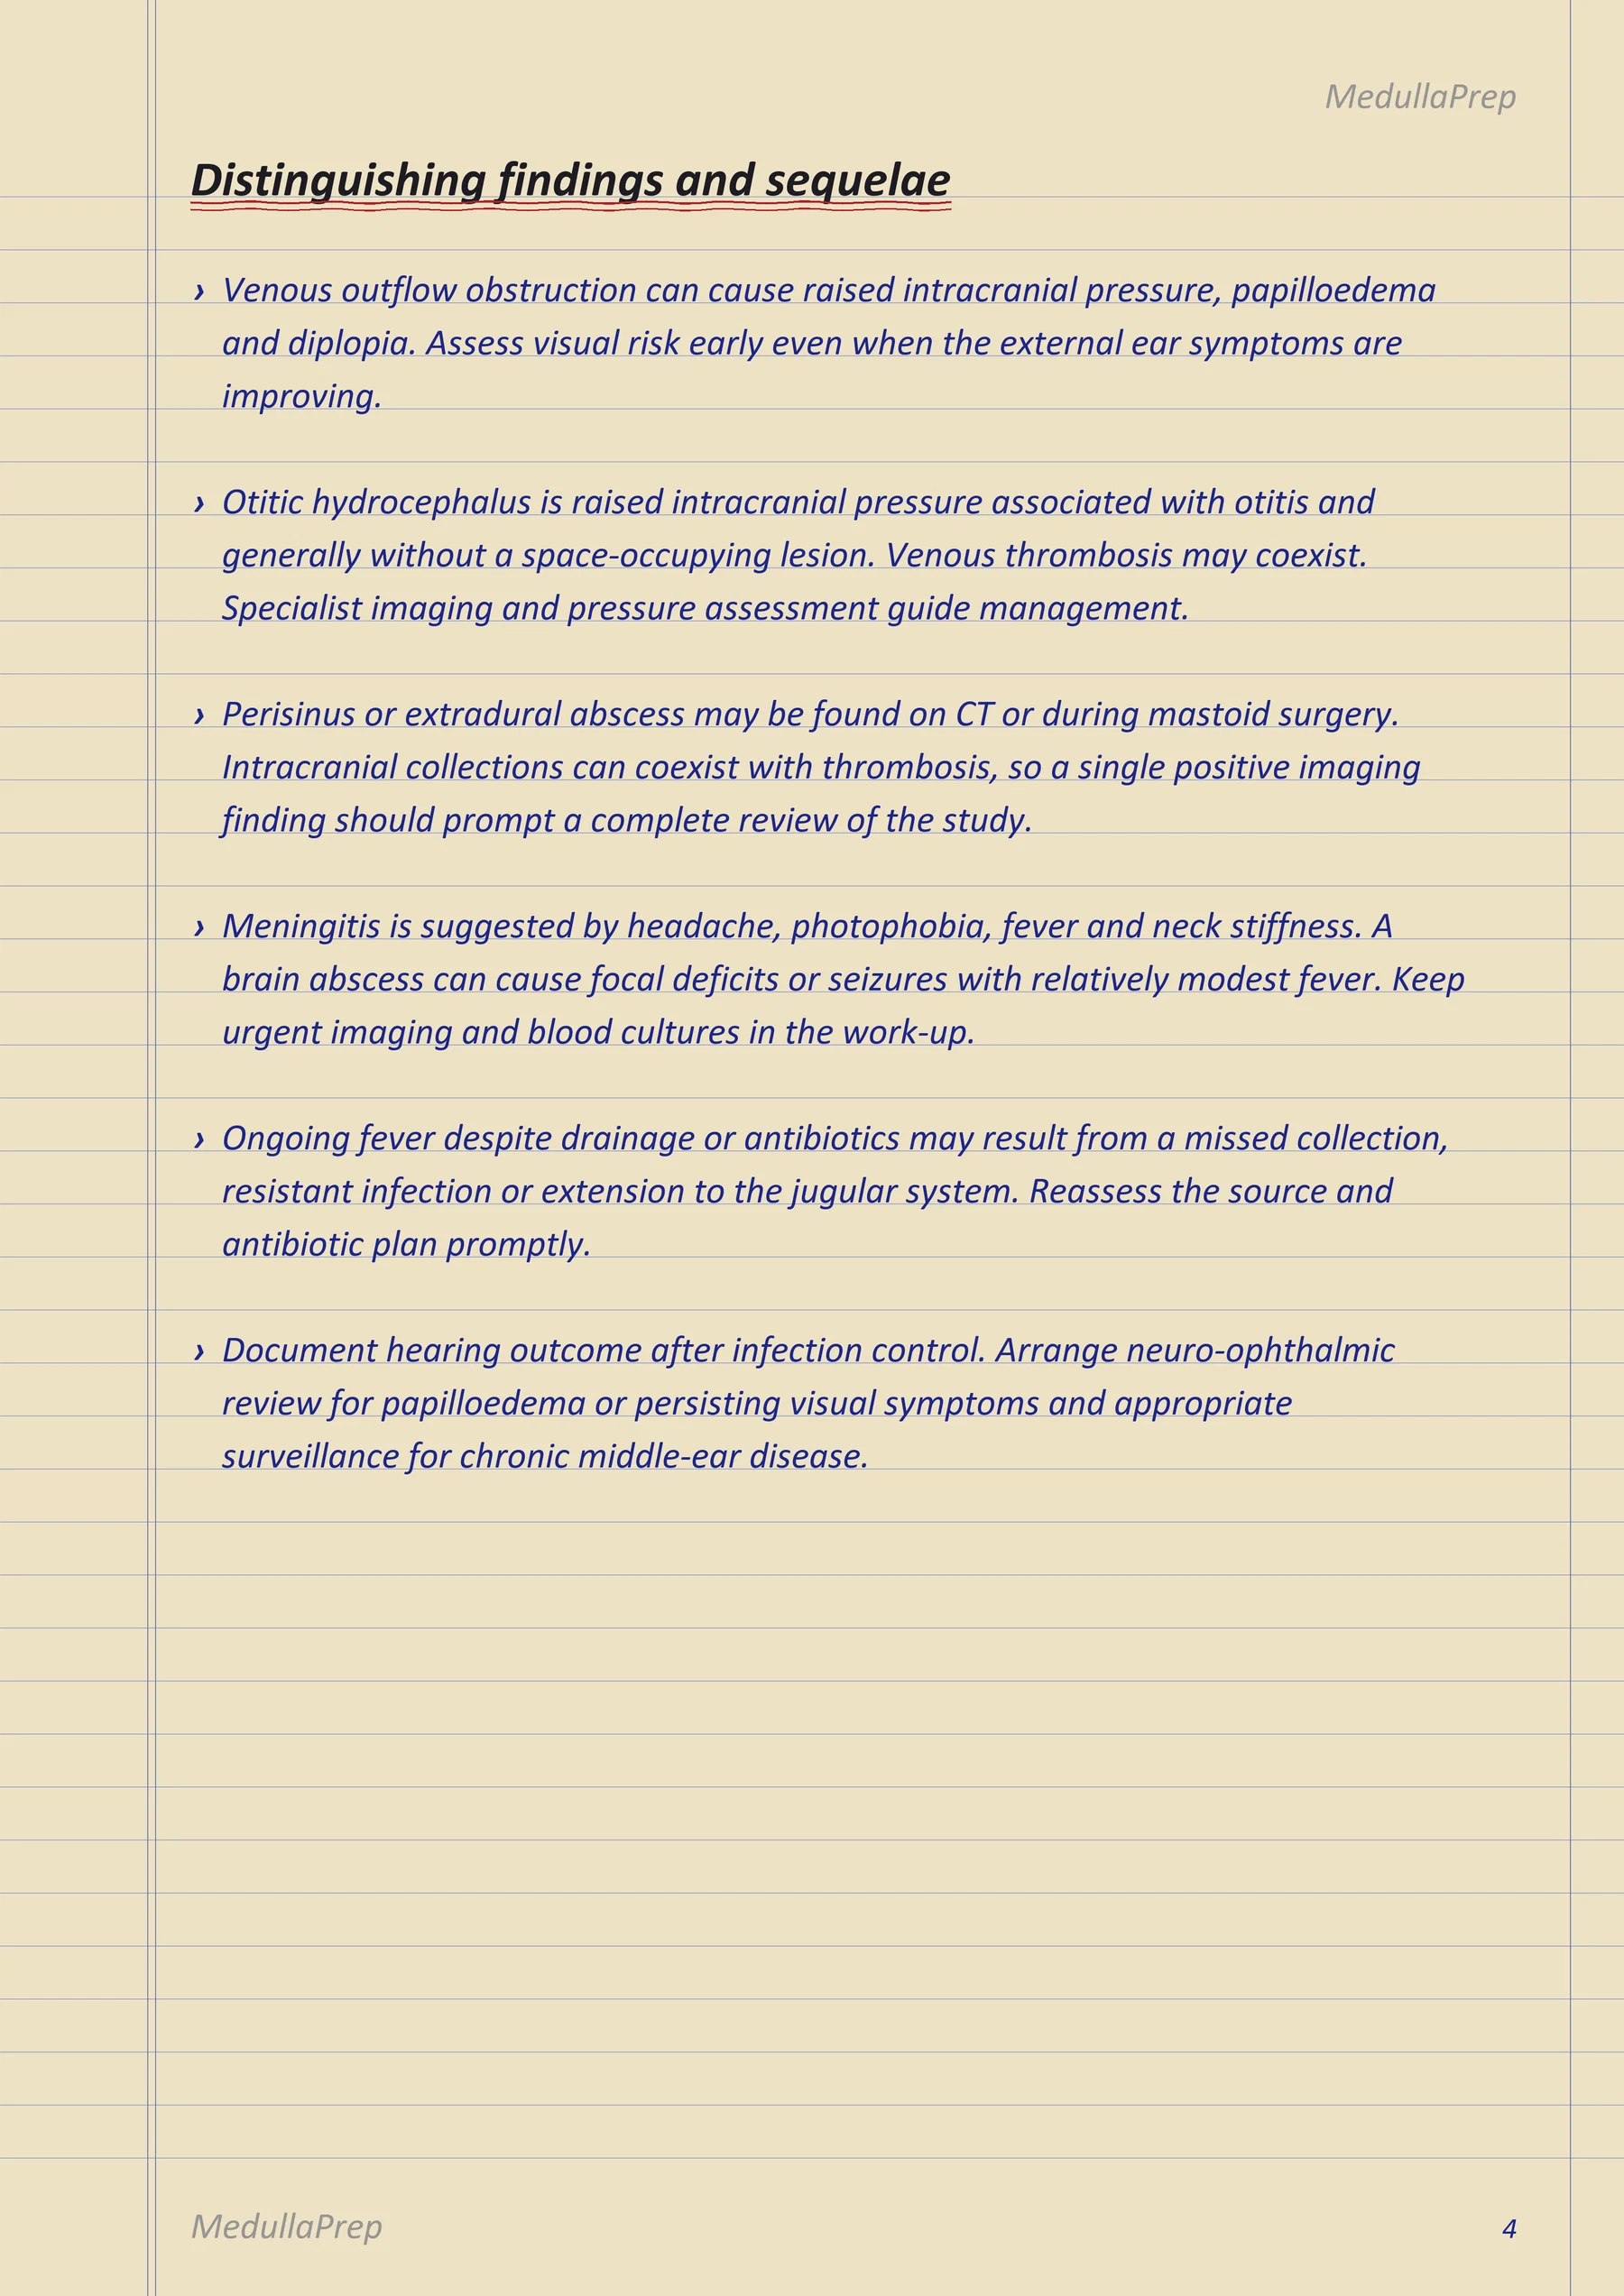 MedullaPrep
Distinguishing findings and sequelae
› Venous outflow obstruction can cause raised intracranial pressure, papilloedema
and diplopia. Assess visual risk early even when the external ear symptoms are
improving.
› Otitic hydrocephalus is raised intracranial pressure associated with otitis and
generally without a space-occupying lesion. Venous thrombosis may coexist.
Specialist imaging and pressure assessment guide management.
› Perisinus or extradural abscess may be found on CT or during mastoid surgery.
Intracranial collections can coexist with thrombosis, so a single positive imaging
finding should prompt a complete review of the study.
› Meningitis is suggested by headache, photophobia, fever and neck stiffness. A
brain abscess can cause focal deficits or seizures with relatively modest fever. Keep
urgent imaging and blood cultures in the work-up.
› Ongoing fever despite drainage or antibiotics may result from a missed collection,
resistant infection or extension to the jugular system. Reassess the source and
antibiotic plan promptly.
› Document hearing outcome after infection control. Arrange neuro-ophthalmic
review for papilloedema or persisting visual symptoms and appropriate
surveillance for chronic middle-ear disease.
MedullaPrep
4